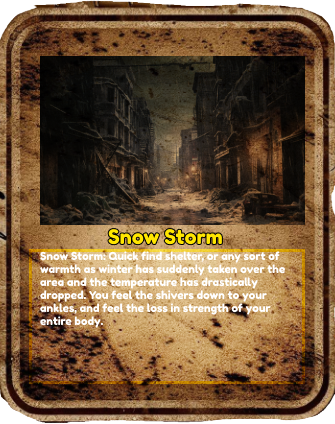 Snow Storm
Snow Storm: Quick find shelter, or any sort of
warmth as winter has suddenly taken over the
area and the temperature has drastically
dropped. You feel the shivers down to your
ankles, and feel the loss in strength of your
entire body.